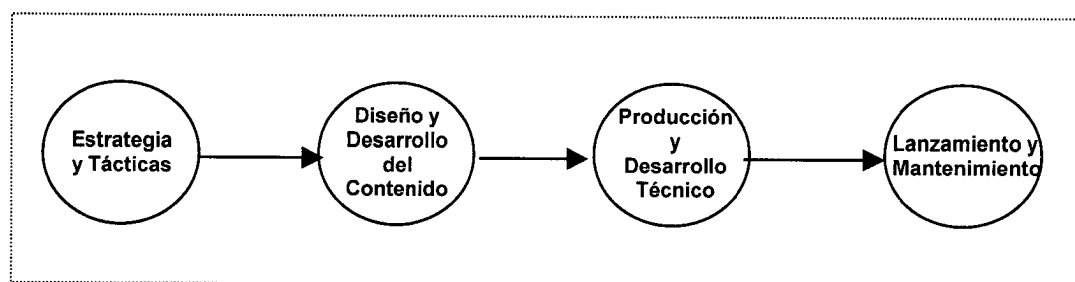 Estrategia
y Tácticas
Diseño y
Desarrollo
del
Contenido
Producción
y
Desarrollo
Técnico
Lanzamiento y
Mantenimiento